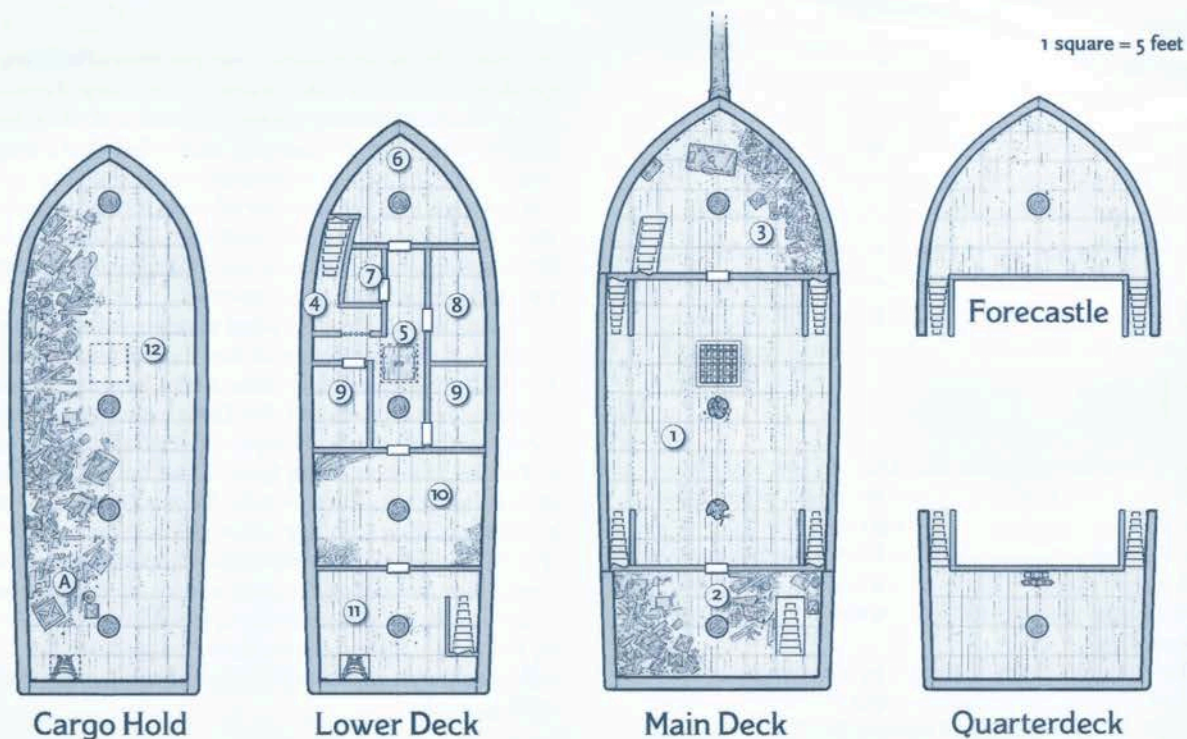 1 square = 5 feet
6
3
7
4
8
Forecastle
5
12
9
9
1
10
A
11
2
Cargo Hold
Lower Deck
Main Deck
Quarterdeck